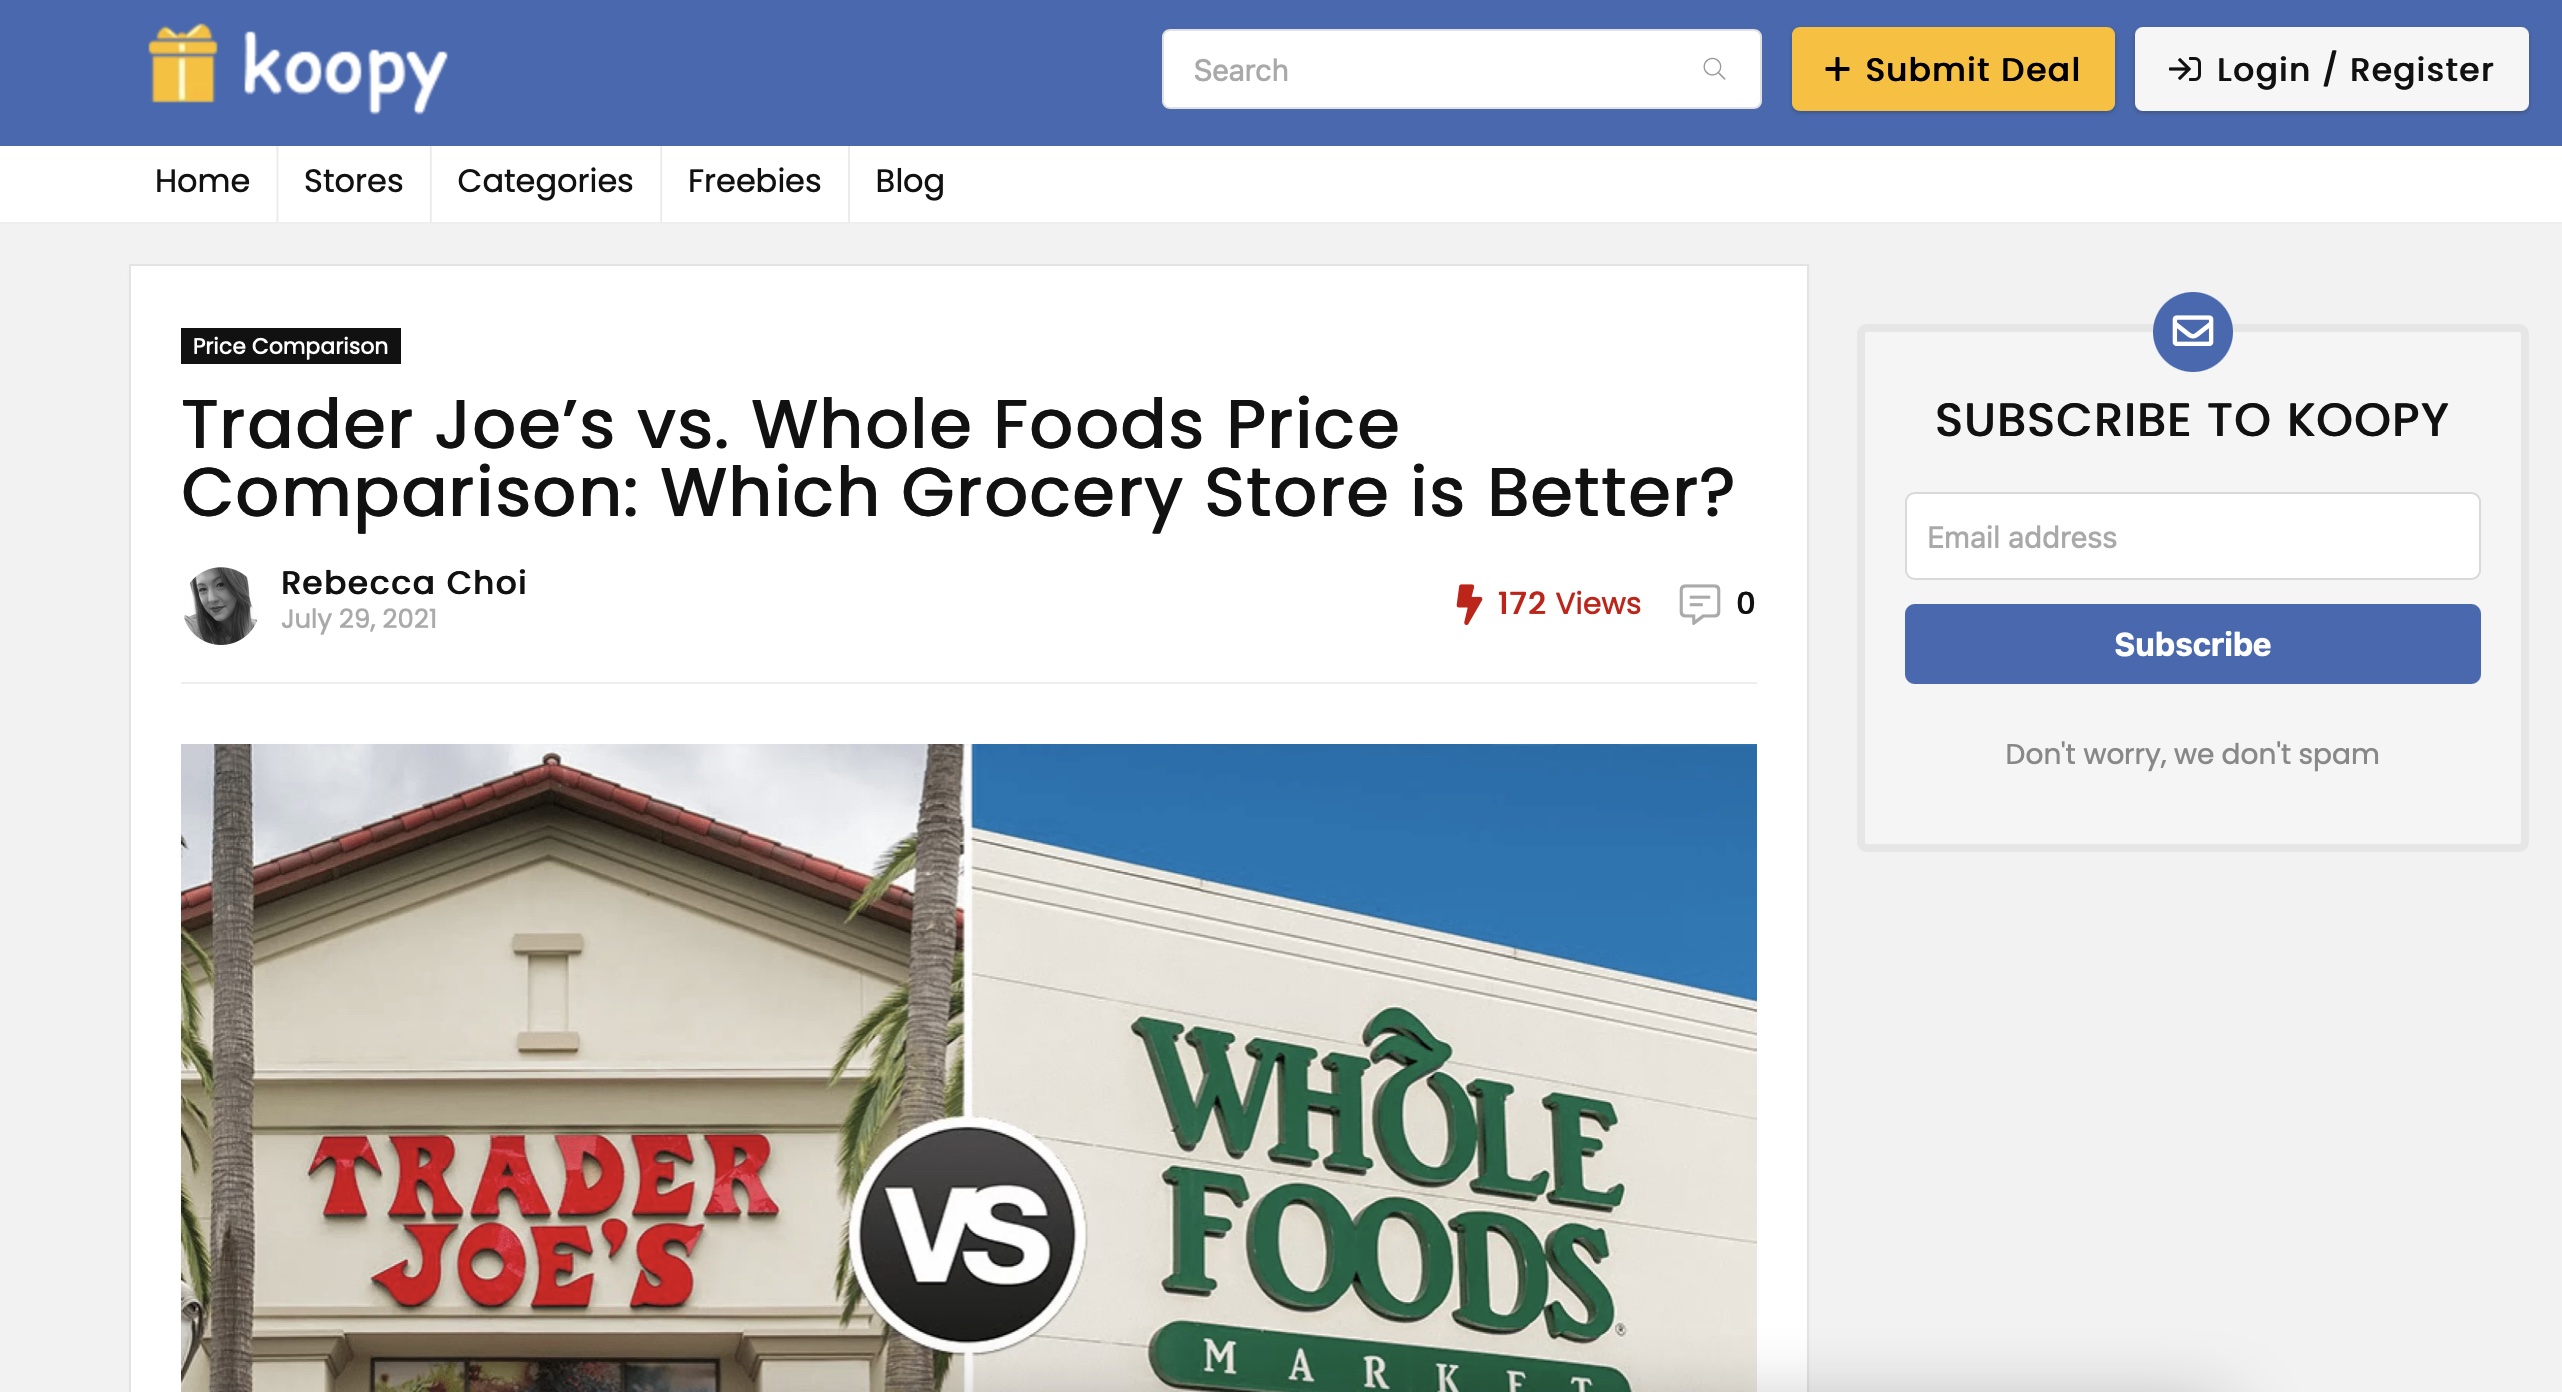 koopy
Search
+ Submit Deal
Login / Register
Home
Stores
Categories
Freebies
Blog
Price Comparison
Trader Joe’s vs. Whole Foods Price
Comparison: Which Grocery Store is Better?
Rebecca Choi
July 29, 2021
172 Views
0
TRADER
JOE'S
VS
WHOLE
FOODS
MARKET
SUBSCRIBE TO KOOPY
Email address
Subscribe
Don't worry, we don't spam